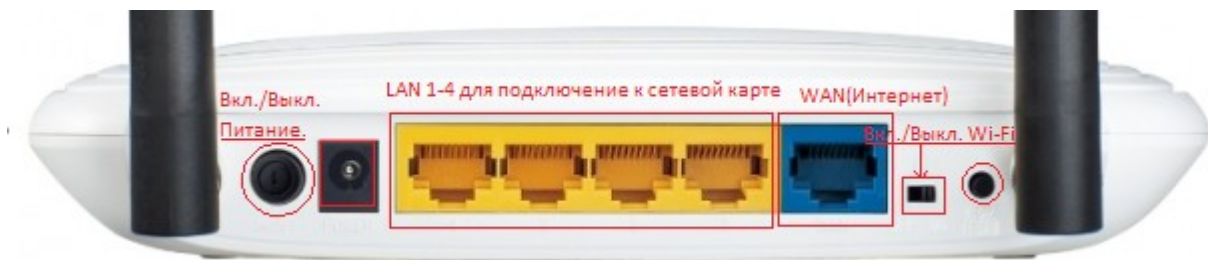 Вкл./Выкл.
Питание.
LAN 1-4 для подключение к сетевой карте
WAN(Интернет)
Вкл./Выкл. Wi-Fi